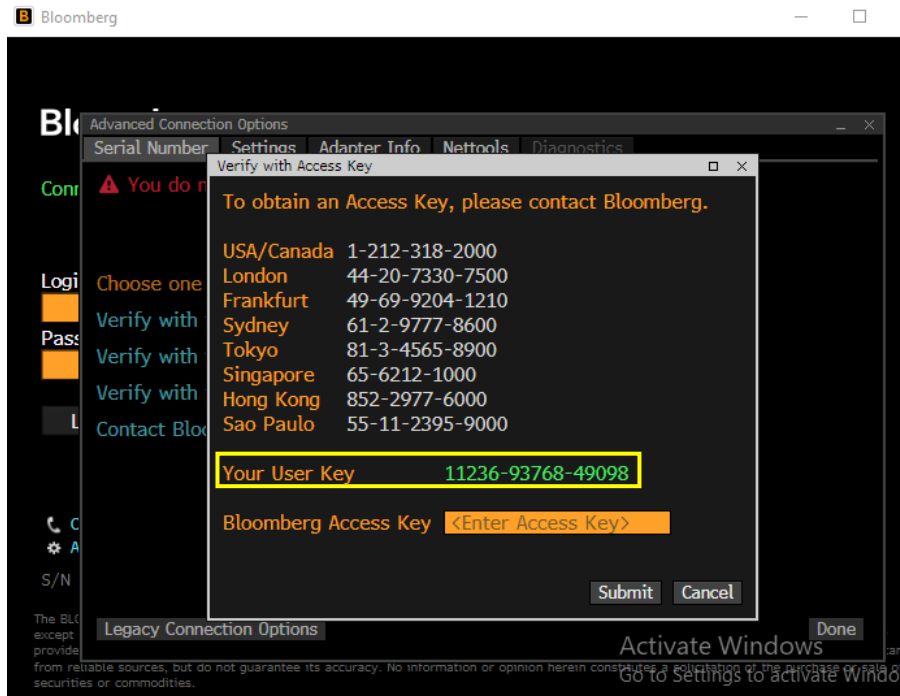 Bloomberg
Advanced Connection Options
Serial Number Settings Adapter Info Nettools Diagnostics
Verify with Access Key
You do
To obtain an Access Key, please contact Bloomberg.
USA/Canada 1-212-318-2000
London 44-20-7330-7500
Choose one
Frankfurt 49-69-9204-1210
Verify with
Sydney 61-2-9777-8600
Tokyo 81-3-4565-8900
Verify with
Singapore 65-6212-1000
Verify with
Hong Kong 852-2977-6000
Contact
Sao Paulo 55-11-2395-9000
Your User Key 11236-93768-49098
Bloomberg Access Key <Enter Access Key>
S/N
Submit Cancel
The
Legacy Connection Options
Done
except
Activate Windows
from reliable sources, but do not guarantee its accuracy. No information or opinion herein constitutes a solicitation of the purchase or sale
Go to Settings to activate
securities or commodities.